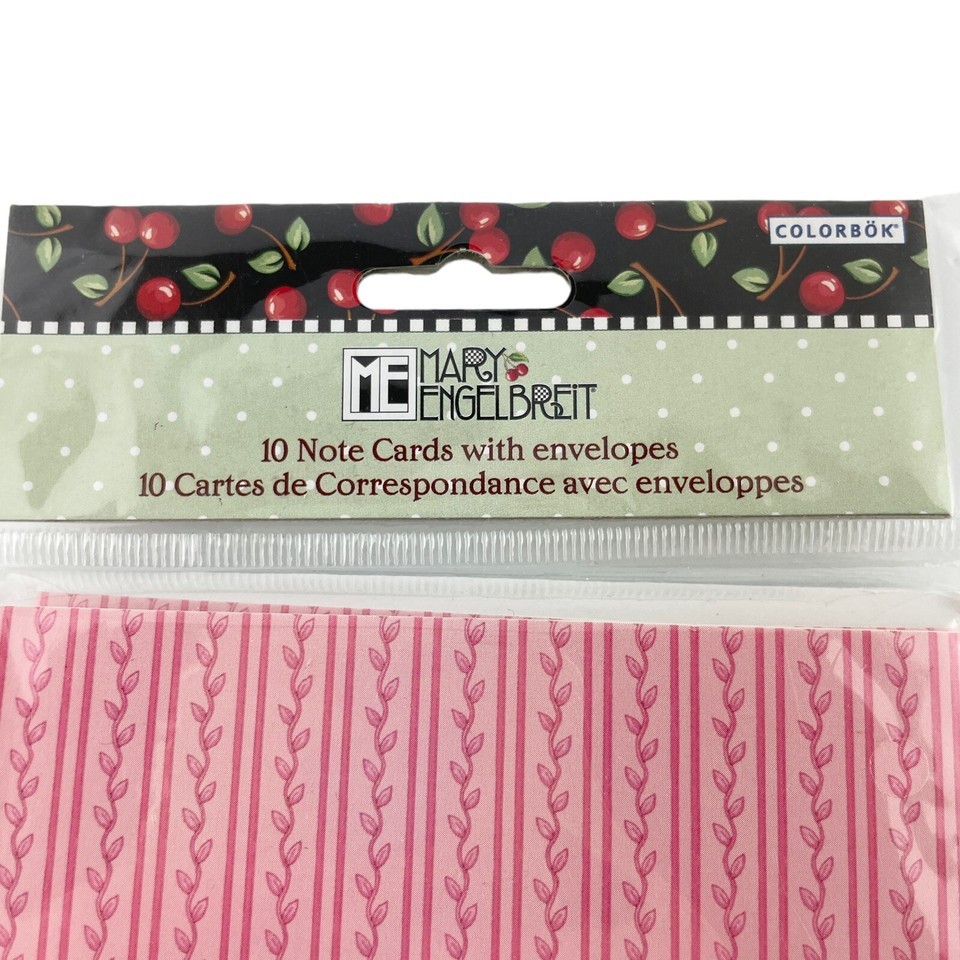 COLORBÖK®
ME MARY
ENGELBREIT
10 Note Cards with envelopes
10 Cartes de Correspondance avec enveloppes